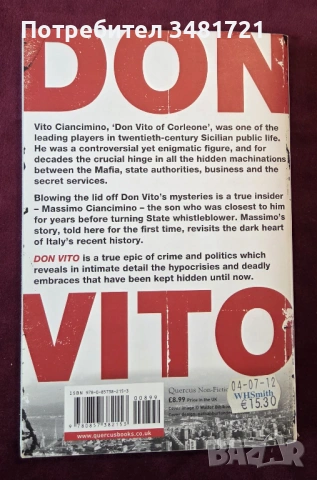 Phone: 3481721
DON
Vito Ciancimino, ‘Don Vito of Corleone’, was one of
the leading players in twentieth-century Sicilian public life.
He was a controversial yet enigmatic figure, and for
decades the crucial hinge in all the hidden machinations
between the Mafia, state authorities, business and the
secret services.
Blowing the lid off Don Vito’s mysteries is a true insider
– Massimo Ciancimino – the son who was closest to him
for years before turning State whistleblower. Massimo’s
story, told here for the first time, revisits the dark heart
of Italy’s recent history.
DON VITO is a true epic of crime and politics which
reveals in intimate detail the hypocrisies and deadly
embraces that have been kept hidden until now.
VITO
00899
www.quercusbooks.co.uk
Quercus Non-Fiction
£8.99
04-07-12
WHSmith
€15.30
BAZAR